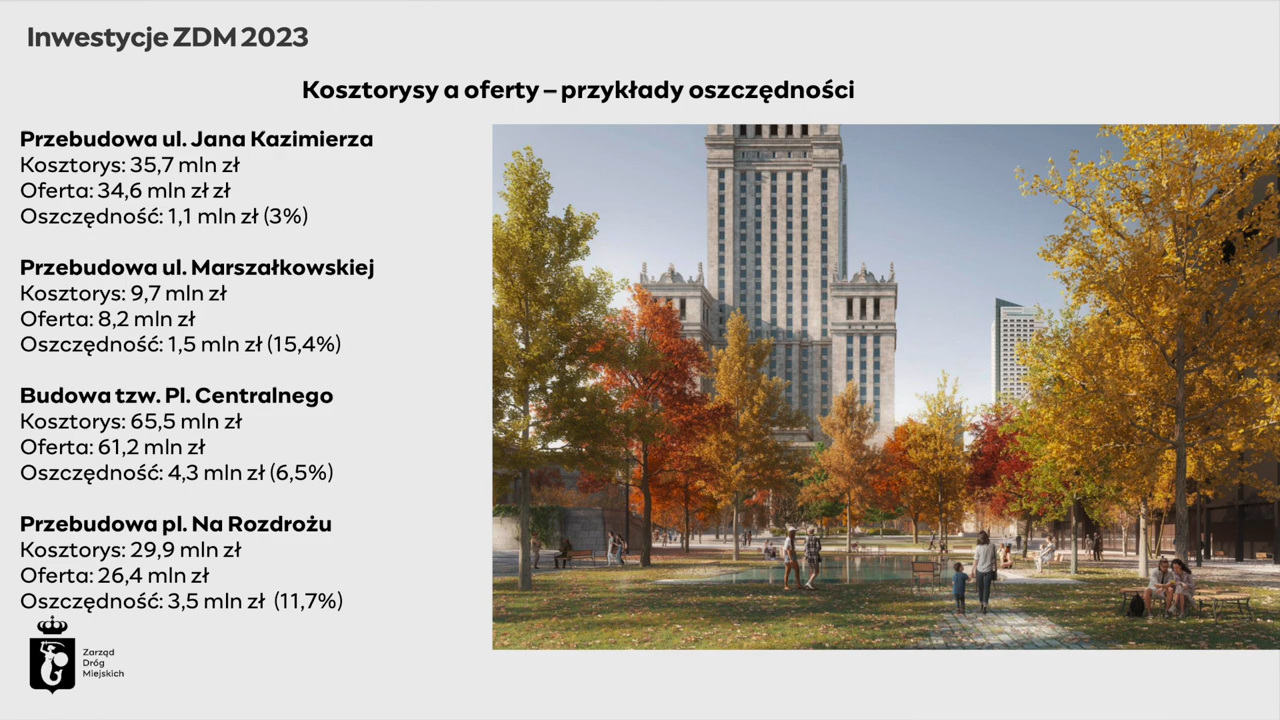 Inwestycje ZDM 2023
Kosztorysy a oferty – przykłady oszczędności
Przebudowa ul. Jana Kazimierza
Kosztorys: 35,7 mln zł
Oferta: 34,6 mln zł zł
Oszczędność: 1,1 mln zł (3%)
Przebudowa ul. Marszałkowskiej
Kosztorys: 9,7 mln zł
Oferta: 8,2 mln zł
Oszczędność: 1,5 mln zł (15,4%)
Budowa tzw. Pl. Centralnego
Kosztorys: 65,5 mln zł
Oferta: 61,2 mln zł
Oszczędność: 4,3 mln zł (6,5%)
Przebudowa pl. Na Rozdrożu
Kosztorys: 29,9 mln zł
Oferta: 26,4 mln zł
Oszczędność: 3,5 mln zł (11,7%)
Zarząd
Dróg
Miejskich